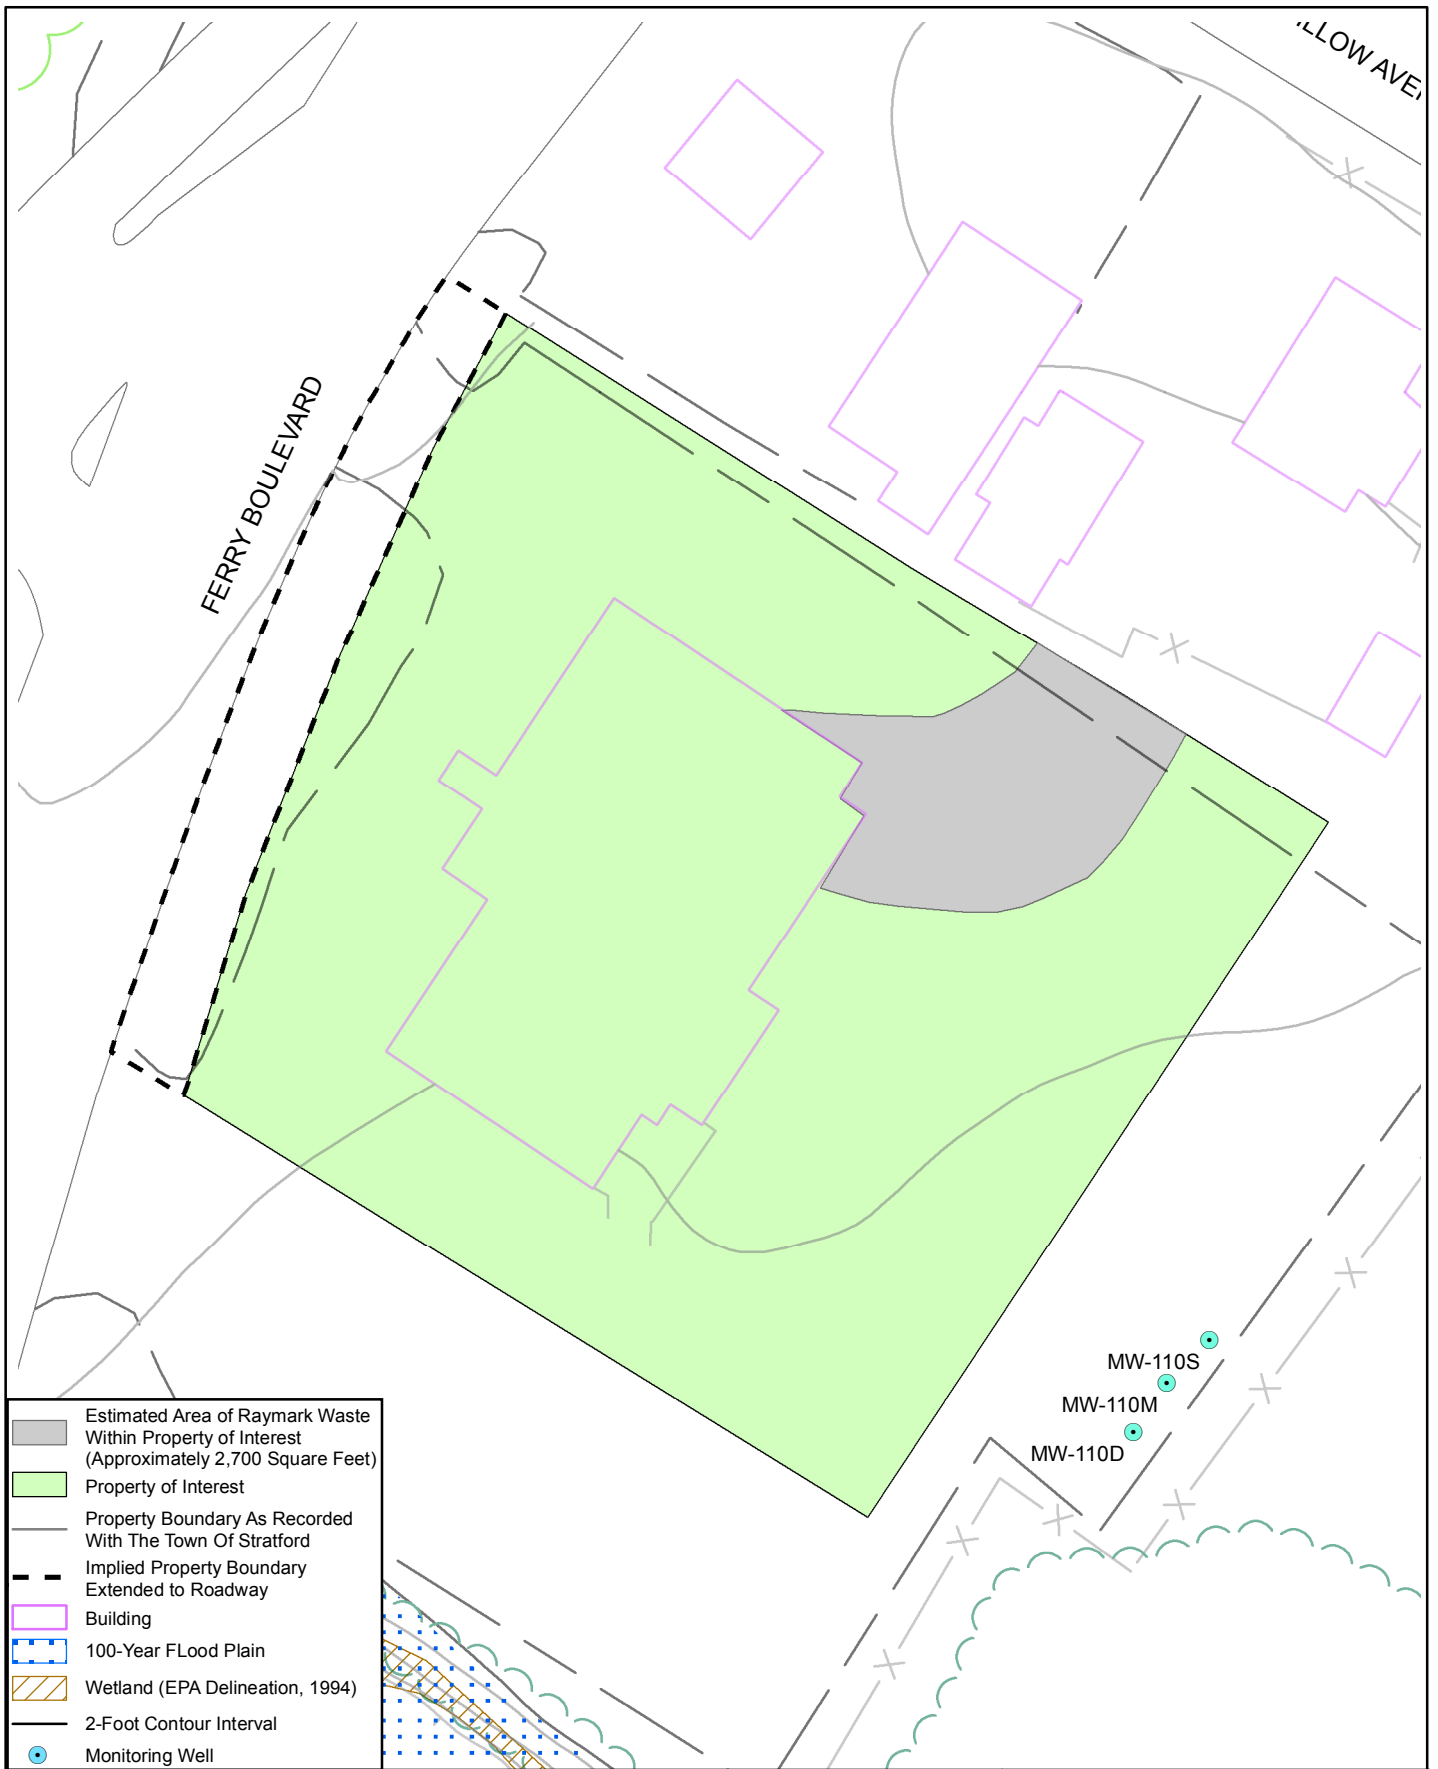 FERRY BOULEVARD
MW-110S
MW-110M
MW-110D
Estimated Area of Raymark Waste
Within Property of Interest
(Approximately 2,700 Square Feet)
Property of Interest
Property Boundary As Recorded
With The Town Of Stratford
Implied Property Boundary
Extended to Roadway
Building
100-Year FLood Plain
Wetland (EPA Delineation, 1994)
2-Foot Contour Interval
Monitoring Well